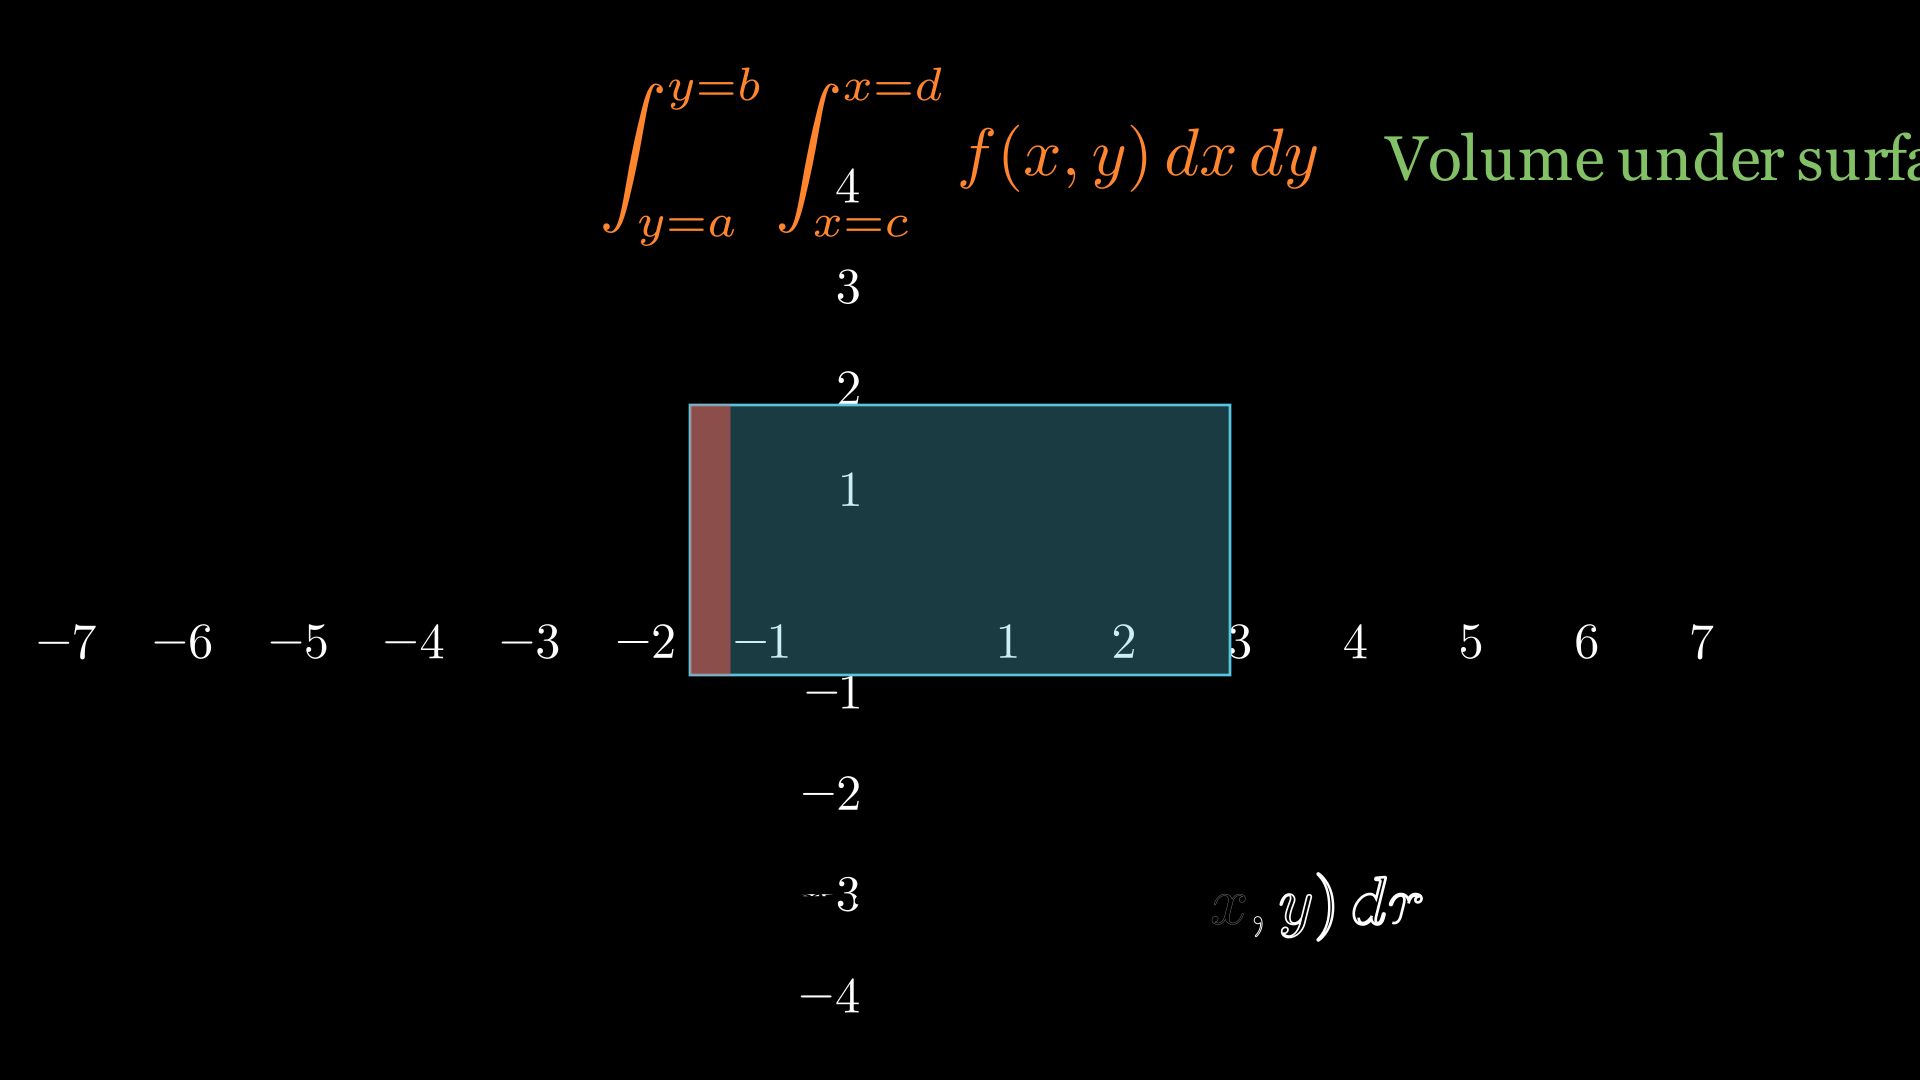 ∫_{y=a}^{y=b} ∫_{x=c}^{x=d} f(x, y) dx dy Volume under
4
3
2
1
−7 −6 −5 −4 −3 −2 −1 1 2 3 4 5 6 7
−1
−2
−3 x, y) dx
−4